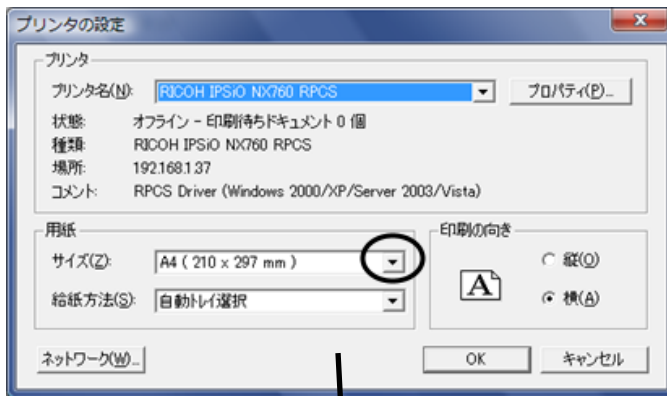 プリンタの設定
プリンタ
プリンタ名(N): RICOH IPSiO NX760 RPCS プロパティ(P)...
状態: オフライン - 印刷待ちドキュメント 0 個
種類: RICOH IPSiO NX760 RPCS
場所: 192.168.1.37
コメント: RPCS Driver (Windows 2000/XP/Server 2003/Vista)
用紙
サイズ(Z): A4 ( 210 x 297 mm )
給紙方法(S): 自動トレイ選択
印刷の向き
A
縦(O)
横(A)
ネットワーク(W)... OK キャンセル